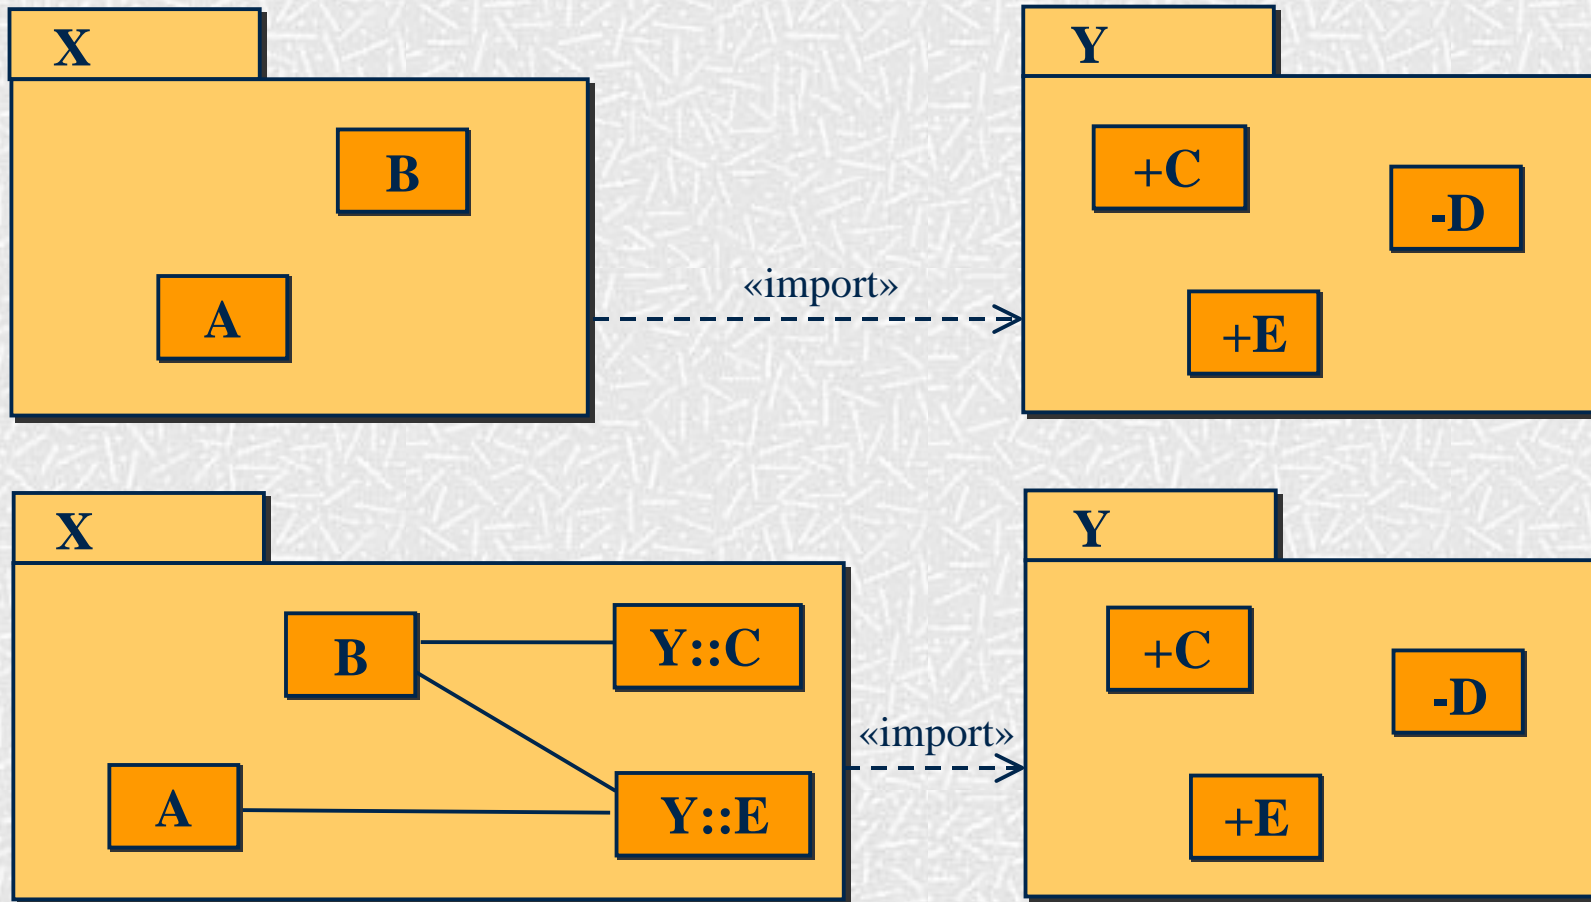 X
B
A
«import»
Y
+C
-D
+E
X
B
Y::C
A
Y::E
«import»
Y
+C
-D
+E